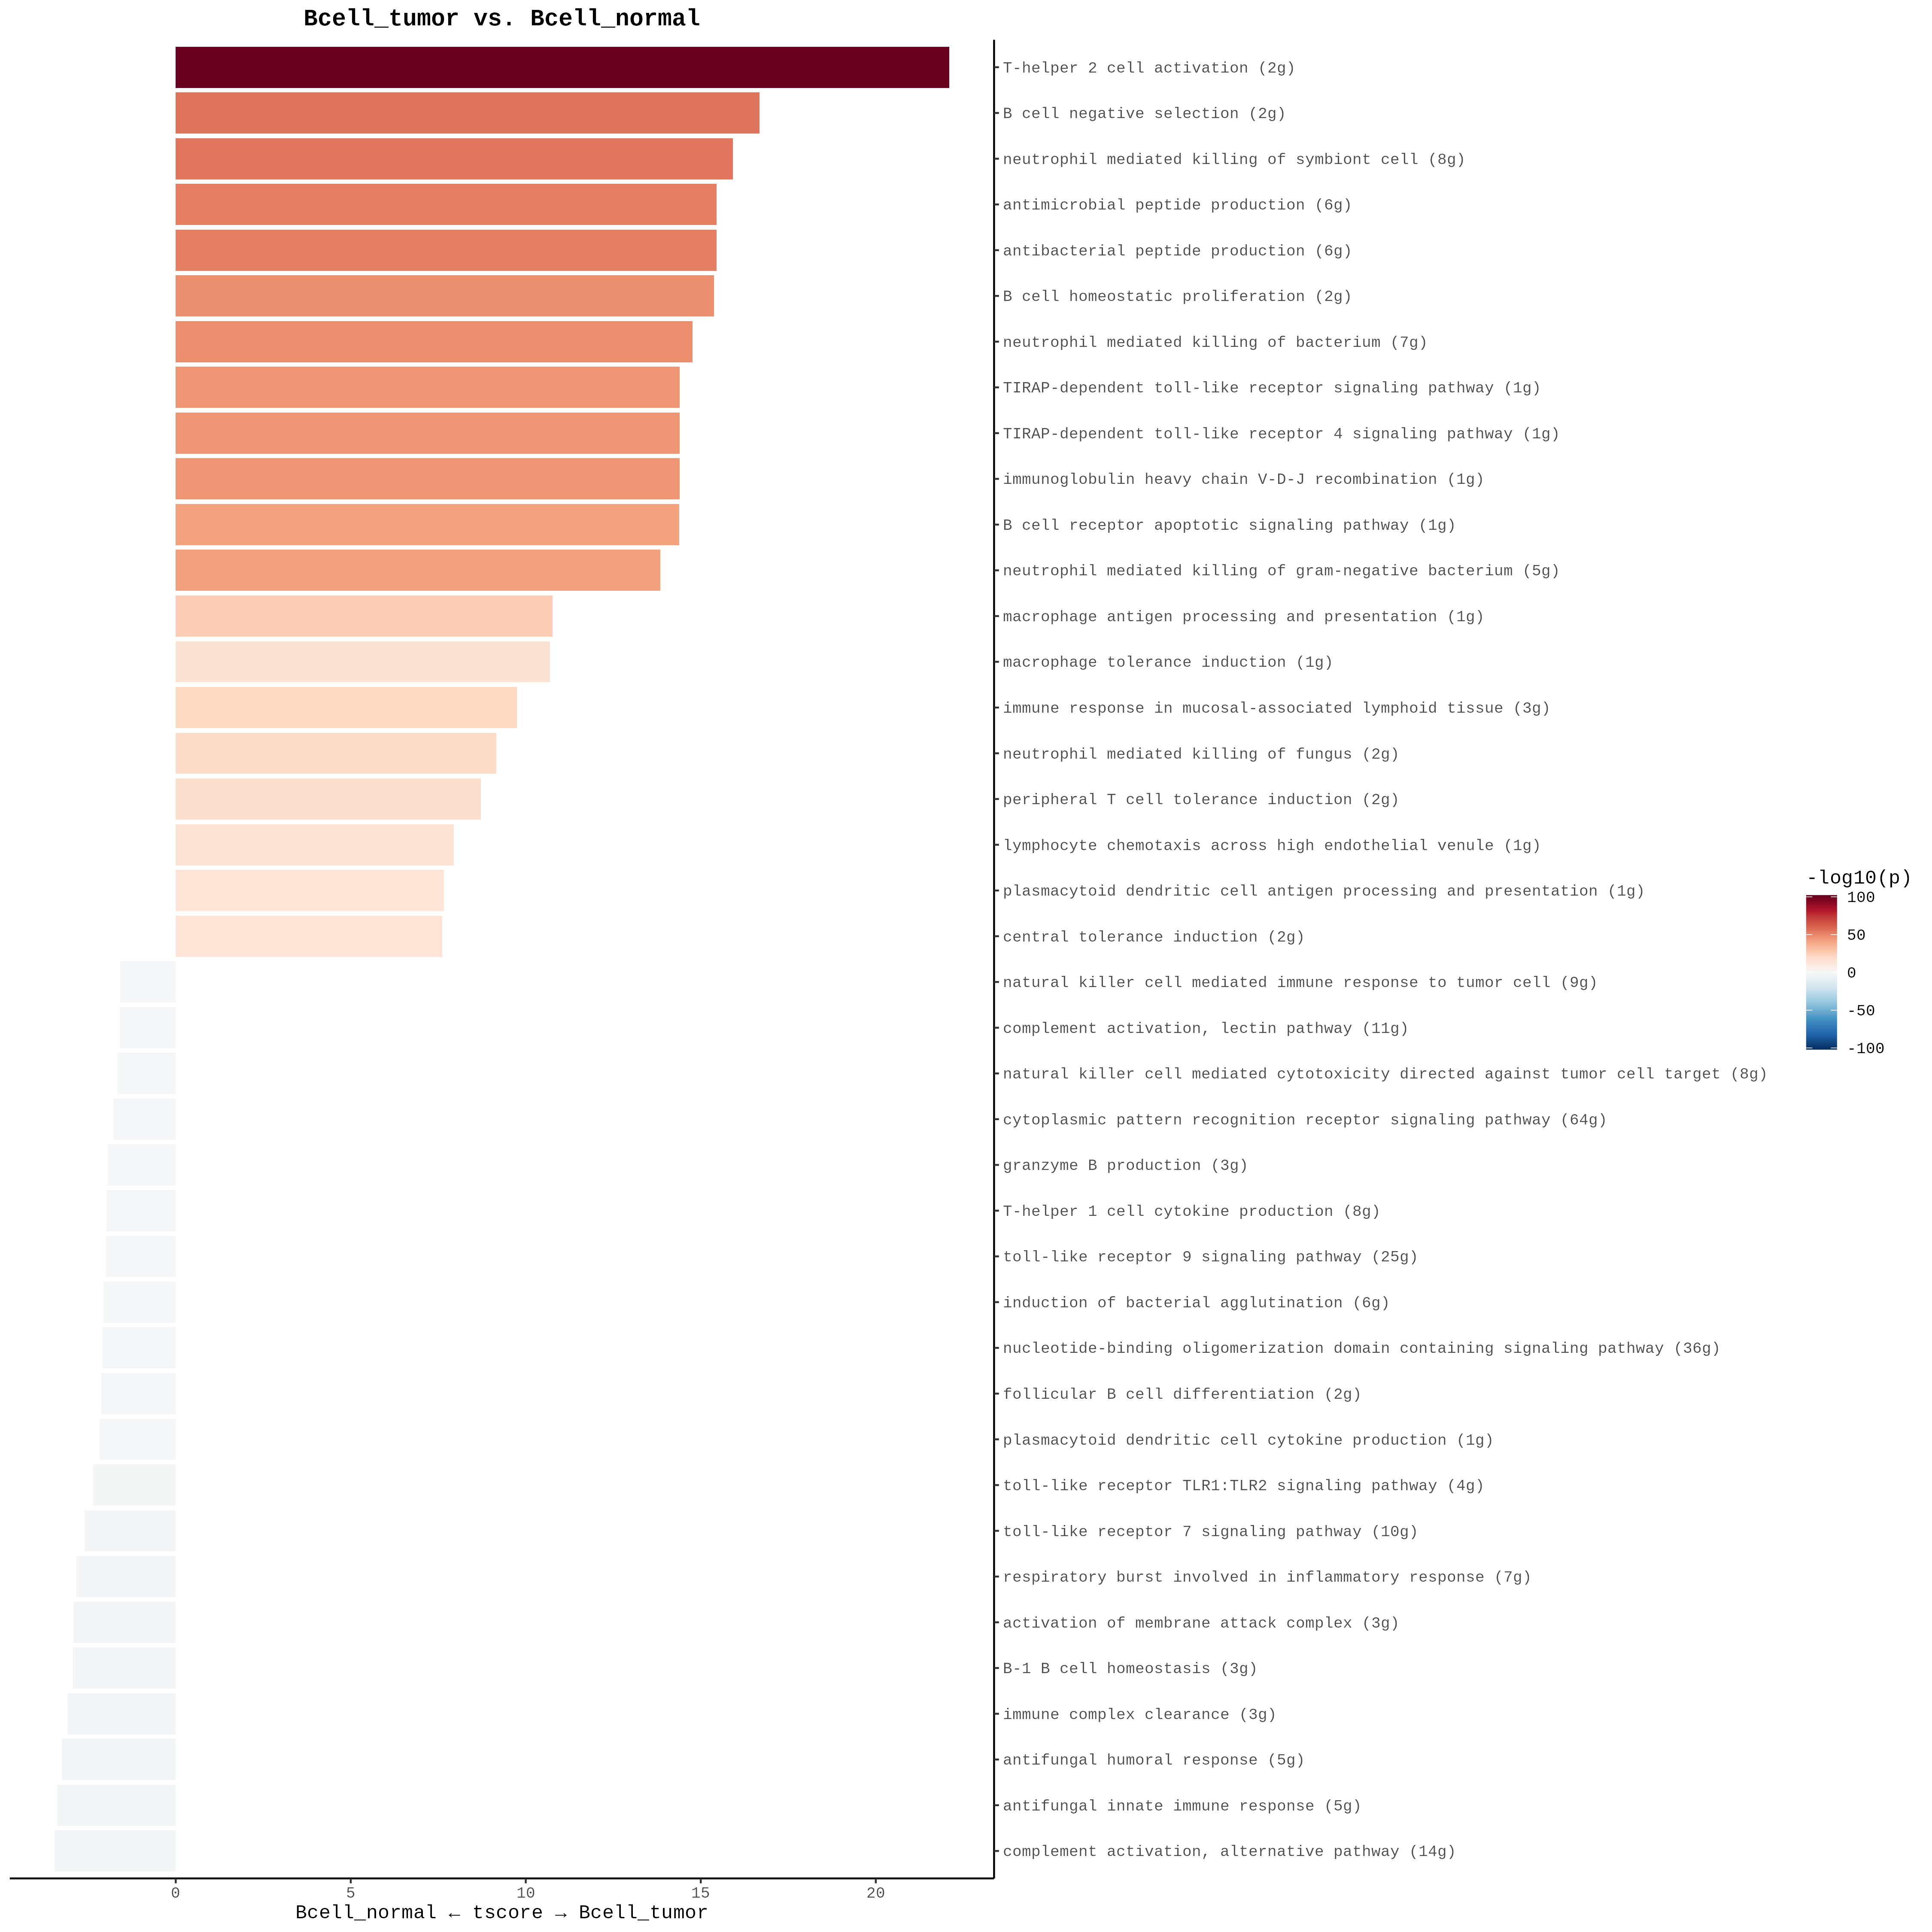 Bcell_tumor vs. Bcell_normal
T-helper 2 cell activation (2g)
B cell negative selection (2g)
neutrophil mediated killing of symbiont cell (8g)
antimicrobial peptide production (6g)
antibacterial peptide production (6g)
B cell homeostatic proliferation (2g)
neutrophil mediated killing of bacterium (7g)
TIRAP-dependent toll-like receptor signaling pathway (1g)
TIRAP-dependent toll-like receptor 4 signaling pathway (1g)
immunoglobulin heavy chain V-D-J recombination (1g)
B cell receptor apoptotic signaling pathway (1g)
neutrophil mediated killing of gram-negative bacterium (5g)
macrophage antigen processing and presentation (1g)
macrophage tolerance induction (1g)
immune response in mucosal-associated lymphoid tissue (3g)
neutrophil mediated killing of fungus (2g)
peripheral T cell tolerance induction (2g)
lymphocyte chemotaxis across high endothelial venule (1g)
plasmacytoid dendritic cell antigen processing and presentation (1g)
central tolerance induction (2g)
natural killer cell mediated immune response to tumor cell (9g)
complement activation, lectin pathway (11g)
natural killer cell mediated cytotoxicity directed against tumor cell target (8g)
cytoplasmic pattern recognition receptor signaling pathway (64g)
granzyme B production (3g)
T-helper 1 cell cytokine production (8g)
toll-like receptor 9 signaling pathway (25g)
induction of bacterial agglutination (6g)
nucleotide-binding oligomerization domain containing signaling pathway (36g)
follicular B cell differentiation (2g)
plasmacytoid dendritic cell cytokine production (1g)
toll-like receptor TLR1:TLR2 signaling pathway (4g)
toll-like receptor 7 signaling pathway (10g)
respiratory burst involved in inflammatory response (7g)
activation of membrane attack complex (3g)
B-1 B cell homeostasis (3g)
immune complex clearance (3g)
antifungal humoral response (5g)
antifungal innate immune response (5g)
complement activation, alternative pathway (14g)
0 5 10 15 20
Bcell_normal ← tscore → Bcell_tumor
-log10(p)
100
50
0
-50
-100